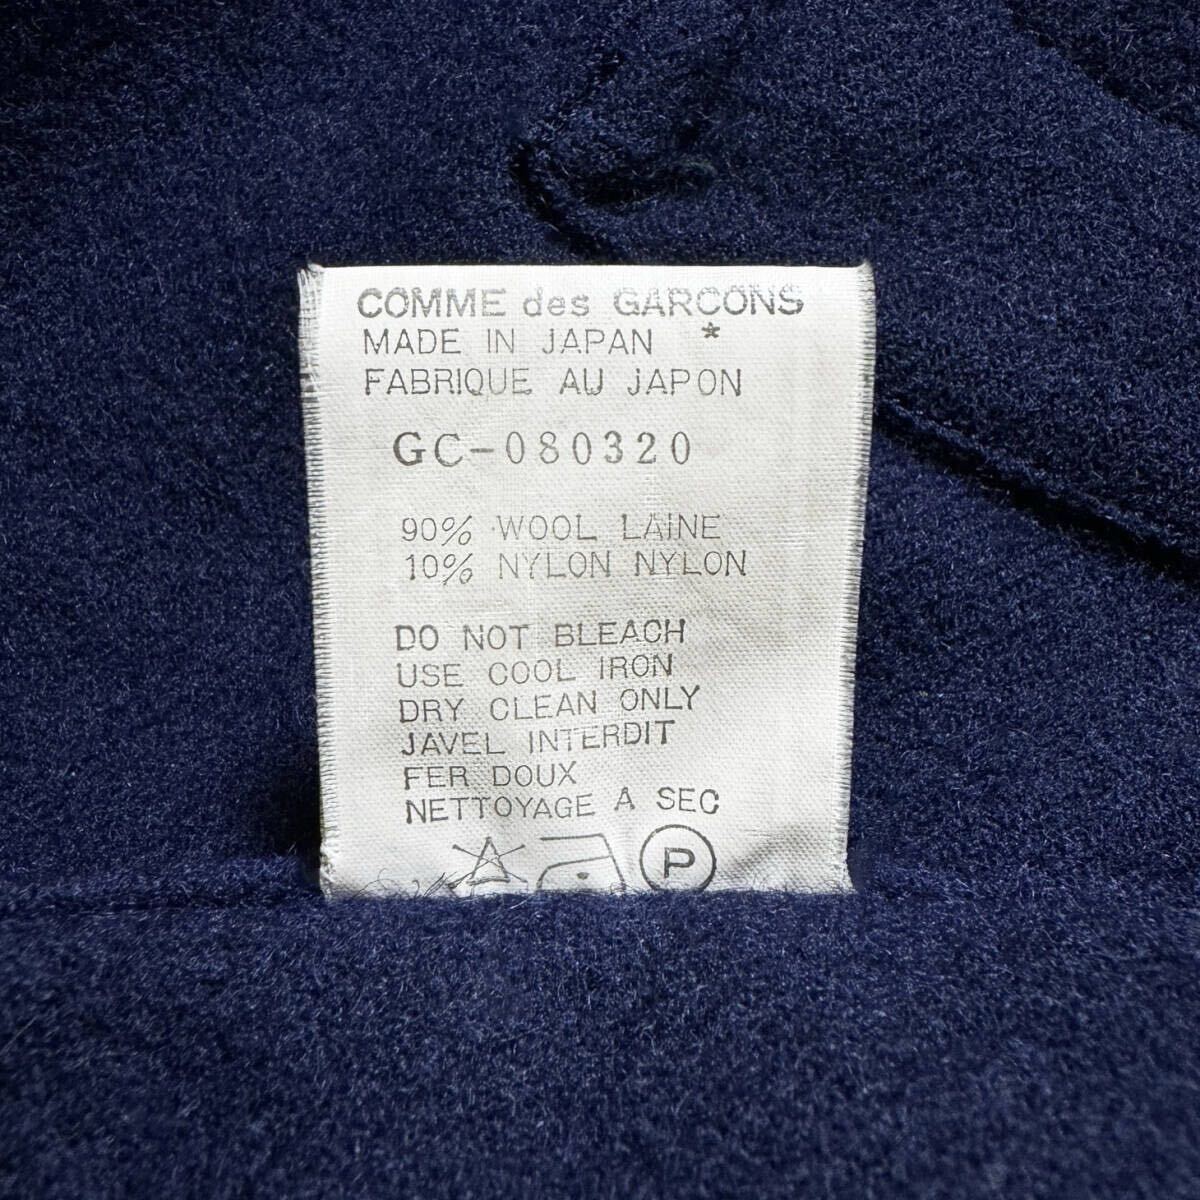 COMME des GARCONS
MADE IN JAPAN *
FABRIQUE AU JAPON
GC-080320
90% WOOL LAINE
10% NYLON NYLON
DO NOT BLEACH
USE COOL IRON
DRY CLEAN ONLY
JAVEL INTERDIT
FER DOUX
NETTOYAGE A SEC
P